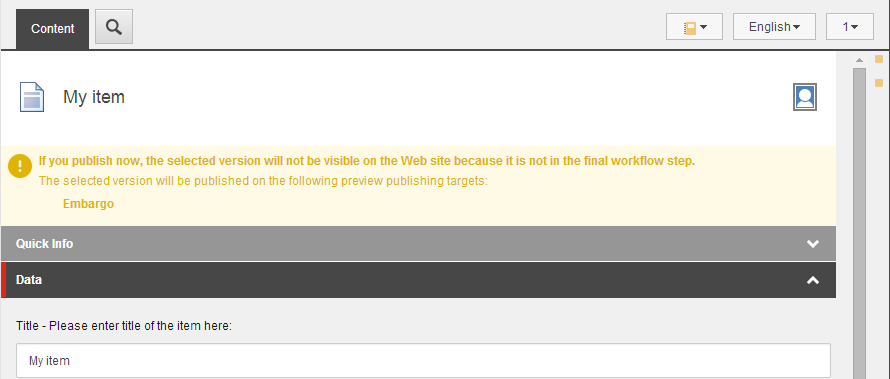 Content
English
1
My item
If you publish now, the selected version will not be visible on the Web site because it is not in the final workflow step.
The selected version will be published on the following preview publishing targets:
Embargo
Quick Info
Data
Title - Please enter title of the item here:
My item